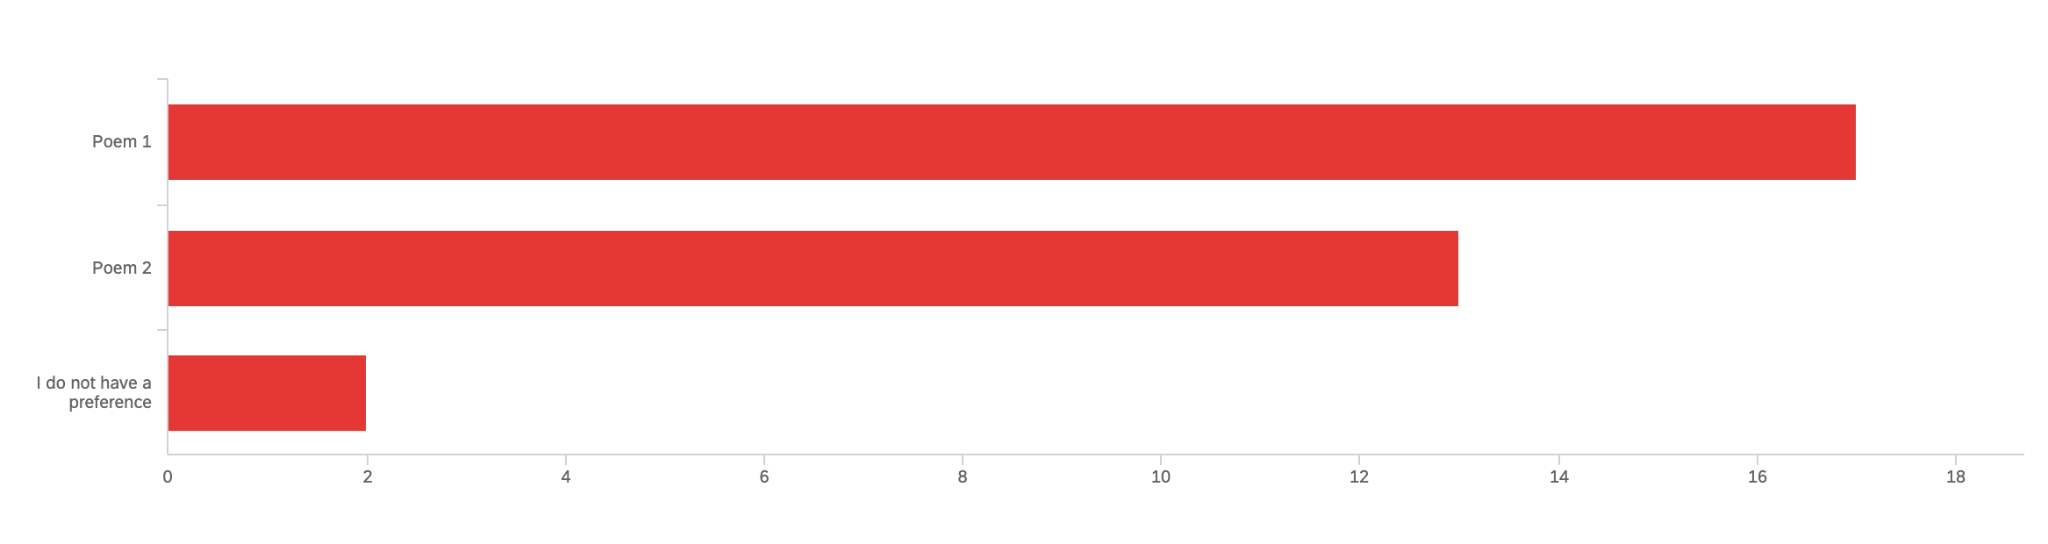 Poem 1
Poem 2
I do not have a
preference
0 2 4 6 8 10 12 14 16 18